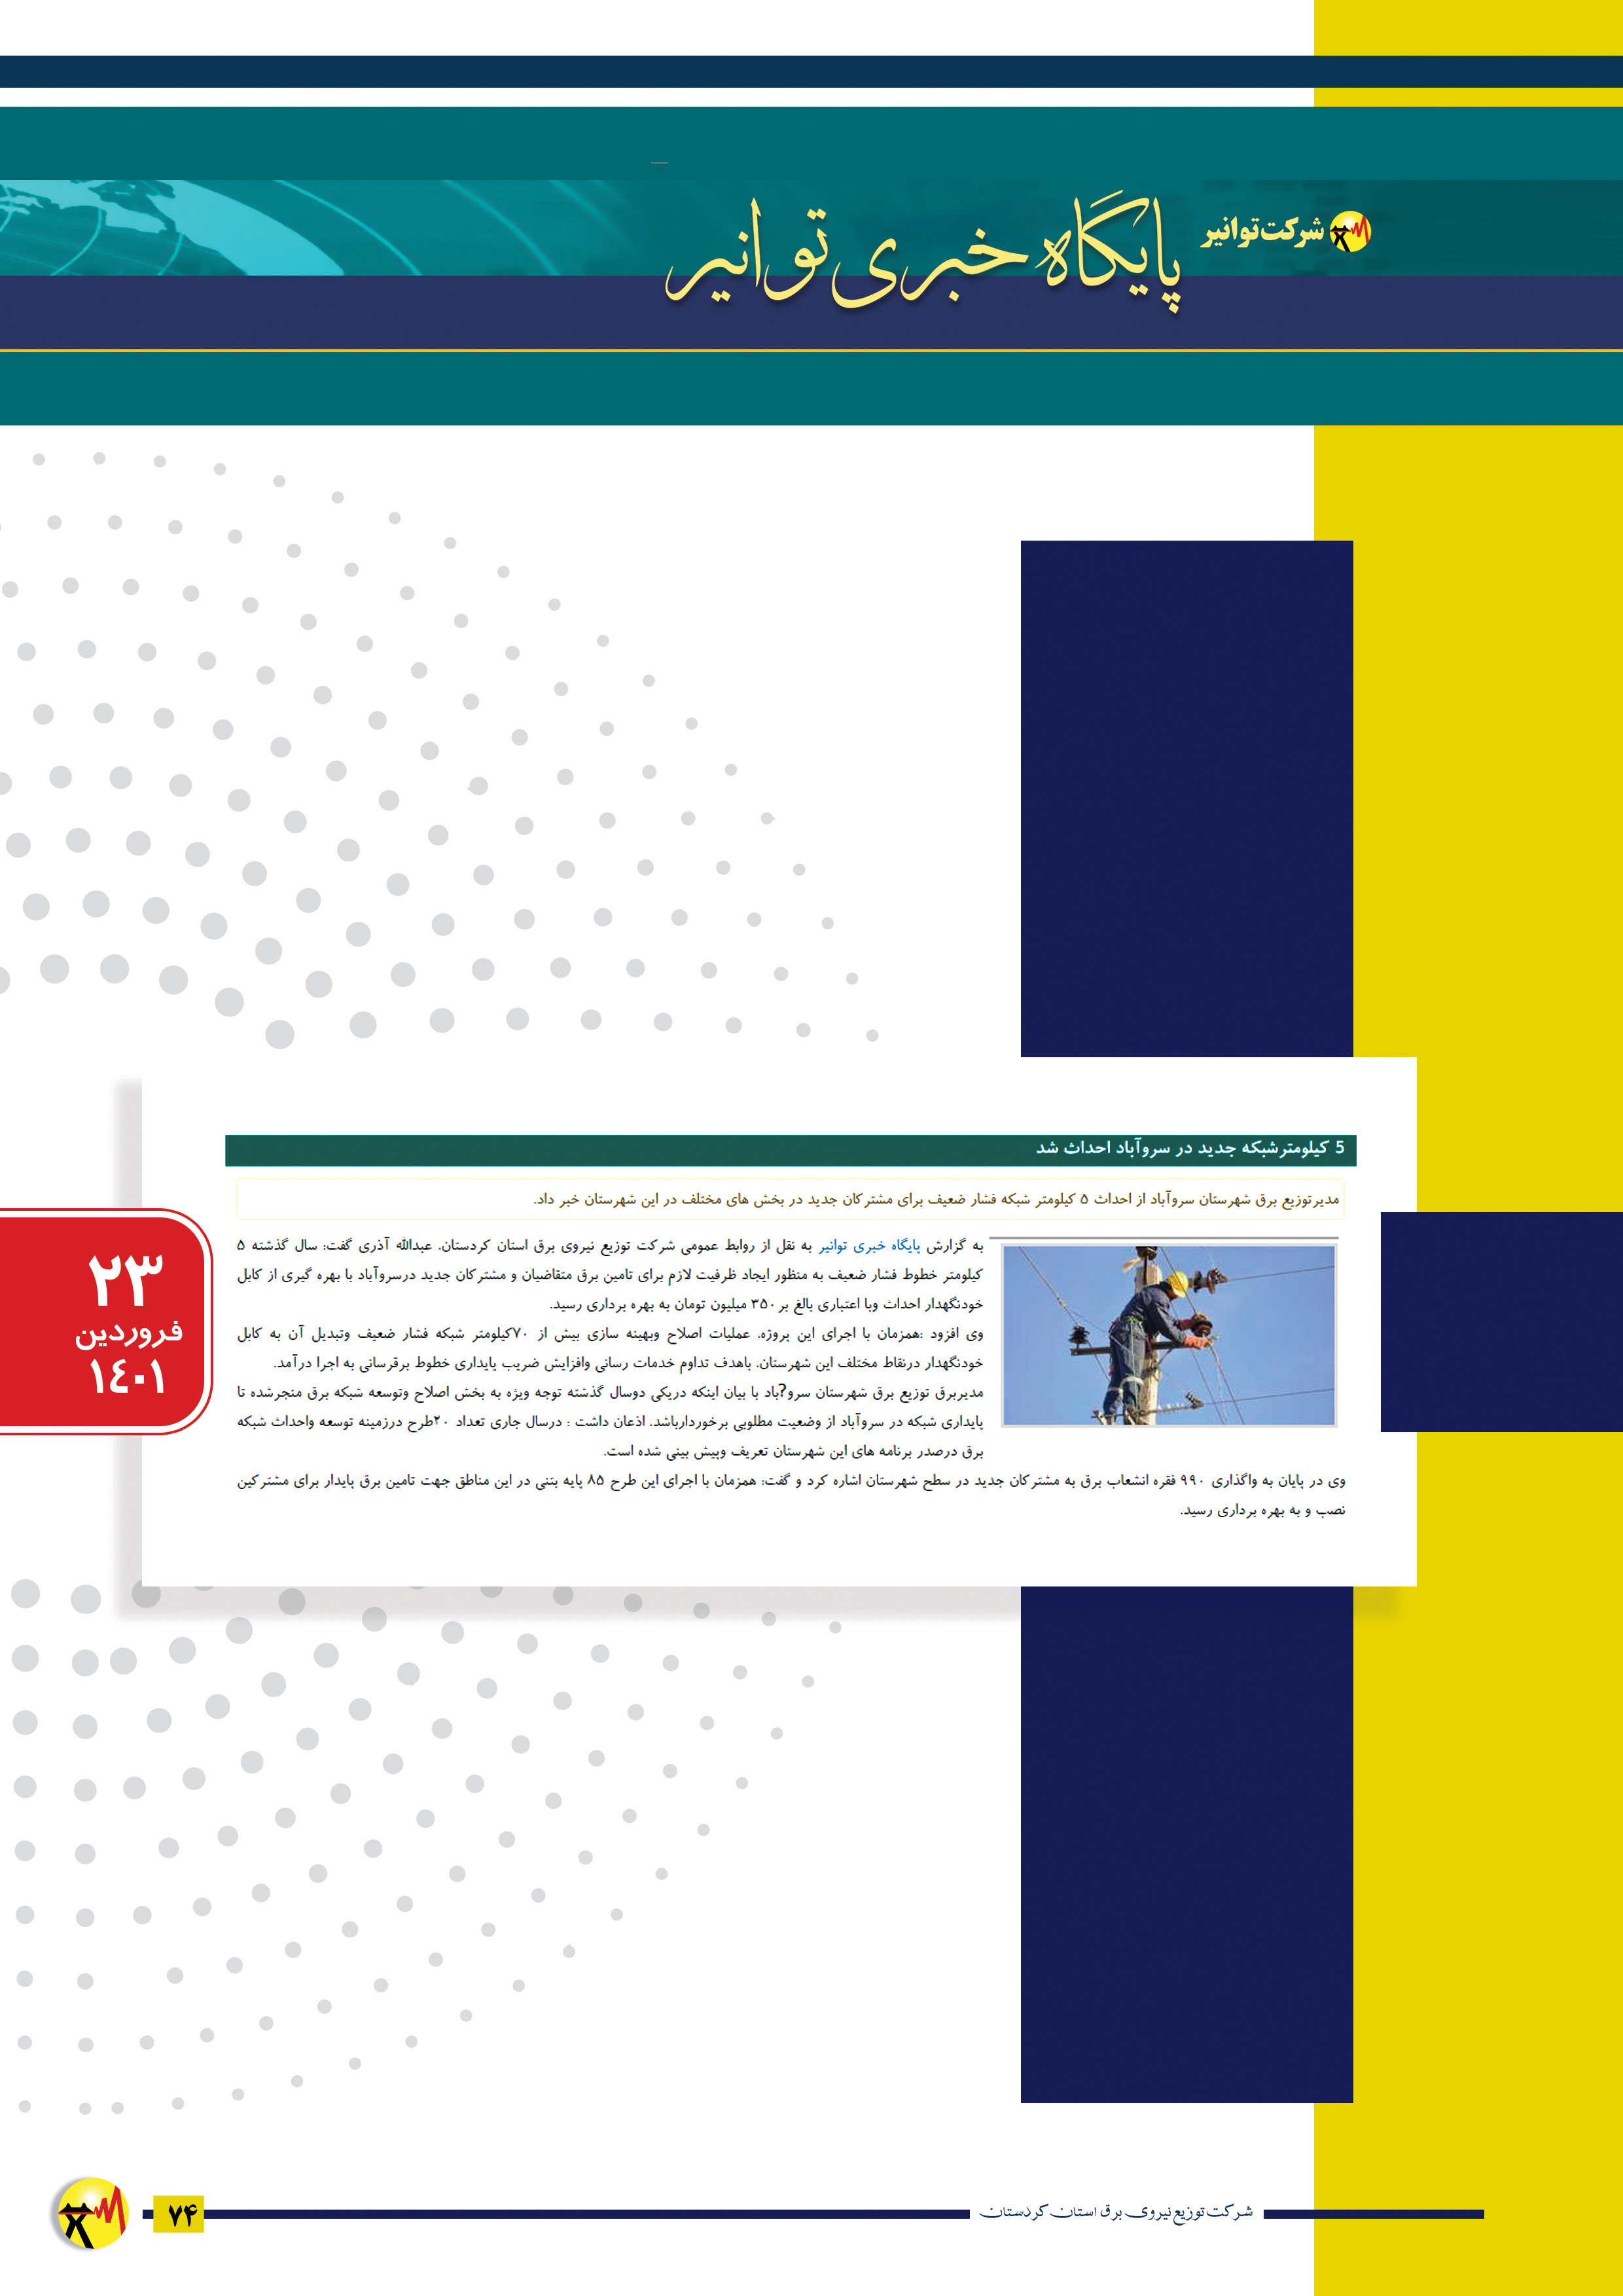 شرکت توانیر
پایگاه خبری توانیر
5 کیلومترشبکه جدید در سروآباد احداث شد
مدیرتوزیع برق شهرستان سروآباد از احداث ۵ کیلومتر شبکه فشار ضعیف برای مشترکان جدید در بخش های مختلف در این شهرستان خبر داد.
به گزارش پایگاه خبری توانیر به نقل از روابط عمومی شرکت توزیع نیروی برق استان کردستان. عبدالله آذری گفت: سال گذشته ۵
کیلومتر خطوط فشار ضعیف به منظور ایجاد ظرفیت لازم برای تامین برق متقاضیان و مشترکان جدید درسروآباد با بهره گیری از کابل
خودنگهدار احداث وبا اعتباری بالغ بر ۳۵۰ میلیون تومان به بهره برداری رسید.
وی افزود :همزمان با اجرای این پروژه. عملیات اصلاح وبهینه سازی بیش از ۷۰کیلومتر شبکه فشار ضعیف وتبدیل آن به کابل
خودنگهدار درنقاط مختلف این شهرستان. باهدف تداوم خدمات رسانی وافزایش ضریب پایداری خطوط برقرسانی به اجرا درآمد.
مدیربرق توزیع برق شهرستان سرو?باد با بیان اینکه دریکی دوسال گذشته توجه ویژه به بخش اصلاح وتوسعه شبکه برق منجرشده تا
پایداری شبکه در سروآباد از وضعیت مطلوبی برخوردارباشد. اذعان داشت : درسال جاری تعداد ۲۰طرح درزمینه توسعه واحداث شبکه
برق درصدر برنامه های این شهرستان تعریف وپیش بینی شده است.
وی در پایان به واگذاری ۹۹۰ فقره انشعاب برق به مشترکان جدید در سطح شهرستان اشاره کرد و گفت: همزمان با اجرای این طرح ۸۵ پایه بتنی در این مناطق جهت تامین برق پایدار برای مشترکین
نصب و به بهره برداری رسید.
۲۳
فروردین
۱٤۰۱
شرکت توزیع نیروی برق استان کردستان
۷۴